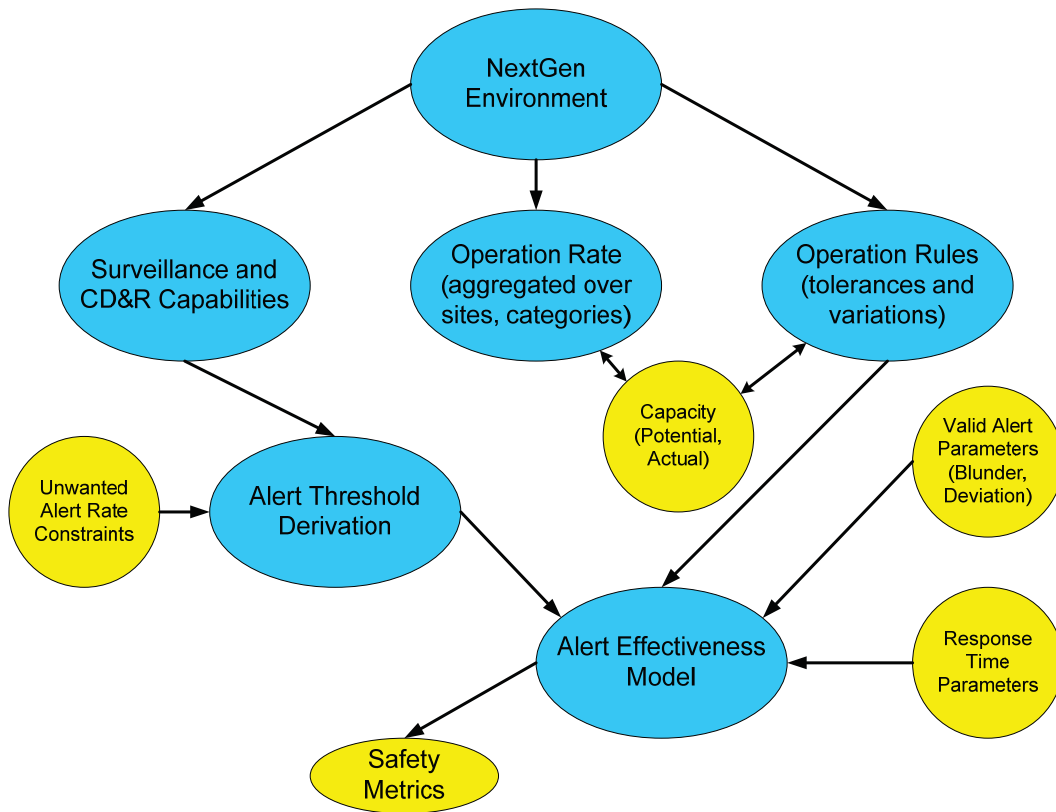 NextGen
Environment
Surveillance and
CD&R Capabilities
Operation Rate
(aggregated over
sites, categories)
Operation Rules
(tolerances and
variations)
Capacity
(Potential,
Actual)
Valid Alert
Parameters
(Blunder,
Deviation)
Unwanted
Alert Rate
Constraints
Alert Threshold
Derivation
Alert Effectiveness
Model
Response
Time
Parameters
Safety
Metrics